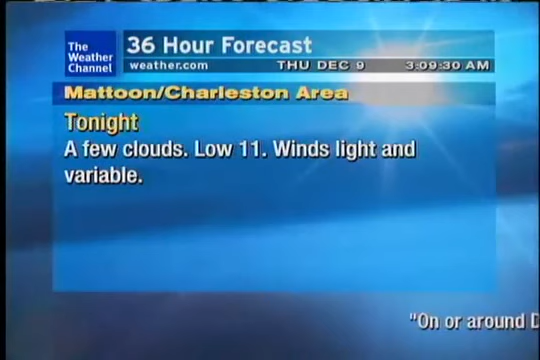 The
Weather
Channel
36 Hour Forecast
weather.com THU DEC 9 3:09:30 AM
Mattoon/Charleston Area
Tonight
A few clouds. Low 11. Winds light and
variable.
"On or around